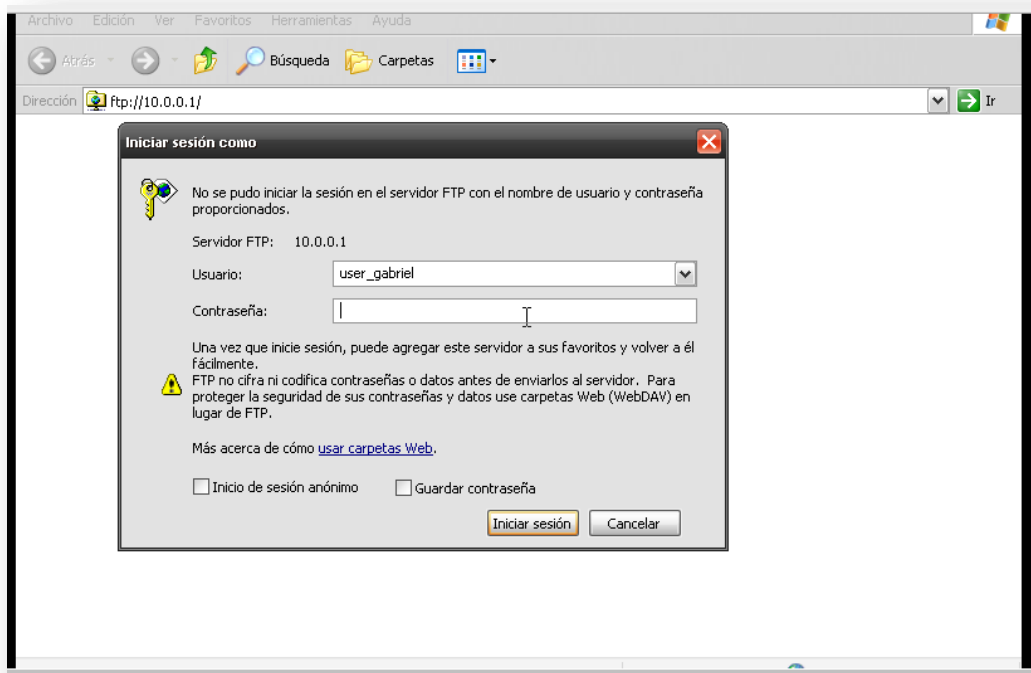 Archivo Edición Ver Favoritos Herramientas Ayuda
Atrás Búsqueda Carpetas
Dirección ftp://10.0.0.1/ Ir
Iniciar sesión como
No se pudo iniciar la sesión en el servidor FTP con el nombre de usuario y contraseña
proporcionados.
Servidor FTP: 10.0.0.1
Usuario: user_gabriel
Contraseña:
Una vez que inicie sesión, puede agregar este servidor a sus favoritos y volver a él
fácilmente.
FTP no cifra ni codifica contraseñas o datos antes de enviarlos al servidor. Para
proteger la seguridad de sus contraseñas y datos use carpetas Web (WebDAV) en
lugar de FTP.
Más acerca de cómo usar carpetas Web.
Inicio de sesión anónimo Guardar contraseña
Iniciar sesión Cancelar